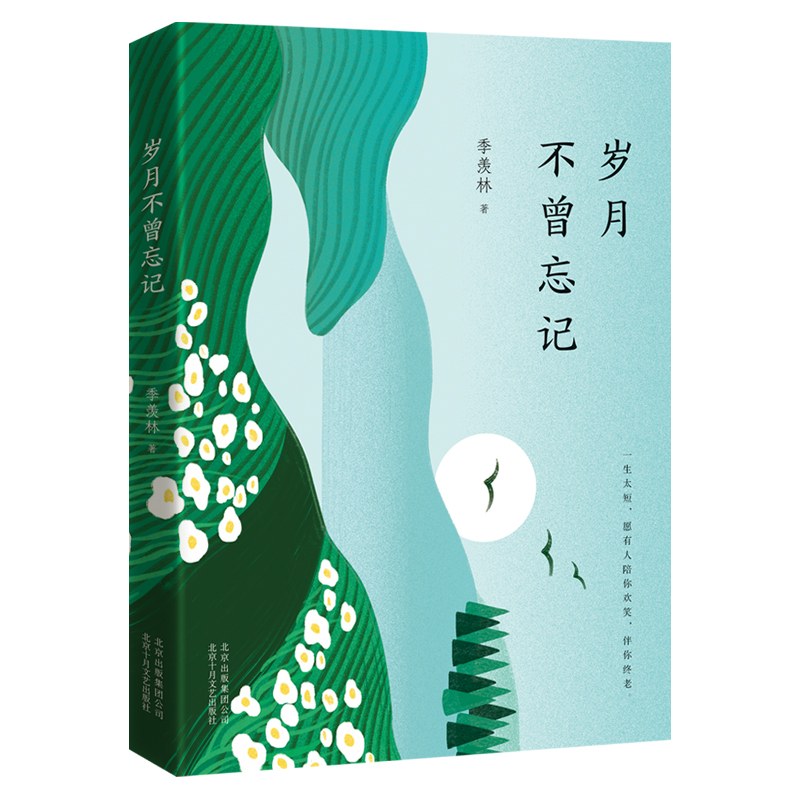 岁月不曾忘记
季羡林 著
北京出版集团公司
北京十月文艺出版社
岁月
不曾忘记
季羡林 著
一生太短，愿有人陪你欢笑，伴你终老。
北京出版集团公司
北京十月文艺出版社